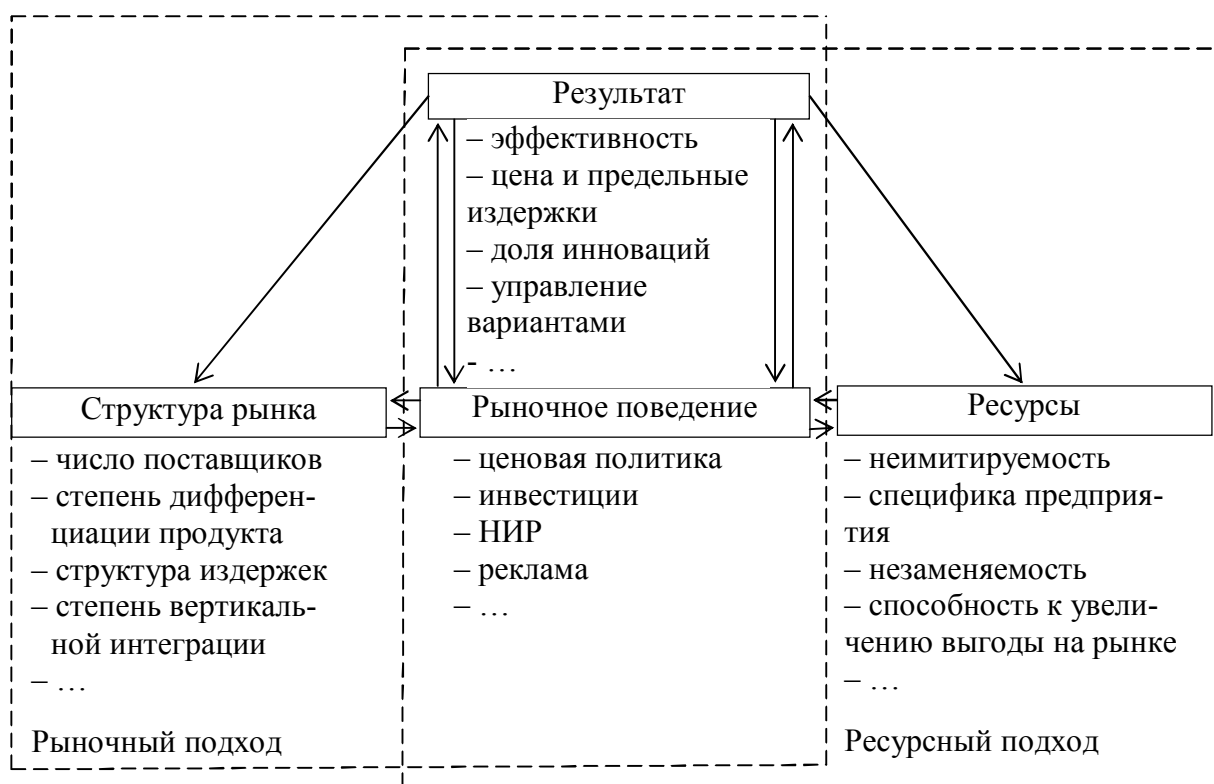 Результат
– эффективность
– цена и предельные
издержки
– доля инноваций
– управление
вариантами
- …
Структура рынка
– число поставщиков
– степень дифферен-
циации продукта
– структура издержек
– степень вертикаль-
ной интеграции
– …
Рыночный подход
Рыночное поведение
– ценовая политика
– инвестиции
– НИР
– реклама
– …
Ресурсы
– неимитируемость
– специфика предприя-
тия
– незаменяемость
– способность к увели-
чению выгоды на рынке
– …
Ресурсный подход